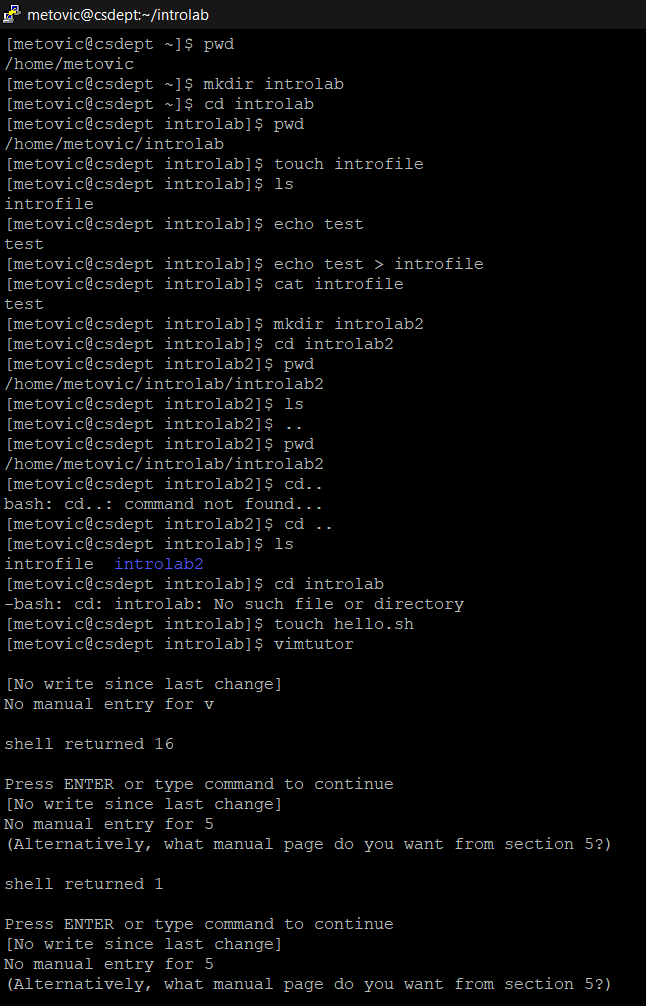 metovic@csdept:~/introlab
[metovic@csdept ~]$ pwd
/home/metovic
[metovic@csdept ~]$ mkdir introlab
[metovic@csdept ~]$ cd introlab
[metovic@csdept introlab]$ pwd
/home/metovic/introlab
[metovic@csdept introlab]$ touch introfile
[metovic@csdept introlab]$ ls
introfile
[metovic@csdept introlab]$ echo test
test
[metovic@csdept introlab]$ echo test > introfile
[metovic@csdept introlab]$ cat introfile
test
[metovic@csdept introlab]$ mkdir introlab2
[metovic@csdept introlab]$ cd introlab2
[metovic@csdept introlab2]$ pwd
/home/metovic/introlab/introlab2
[metovic@csdept introlab2]$ ls
[metovic@csdept introlab2]$ ..
[metovic@csdept introlab2]$ pwd
/home/metovic/introlab/introlab2
[metovic@csdept introlab2]$ cd..
bash: cd..: command not found...
[metovic@csdept introlab2]$ cd ..
[metovic@csdept introlab]$ ls
introfile  introlab2
[metovic@csdept introlab]$ cd introlab
-bash: cd: introlab: No such file or directory
[metovic@csdept introlab]$ touch hello.sh
[metovic@csdept introlab]$ vimtutor

[No write since last change]
No manual entry for v

shell returned 16

Press ENTER or type command to continue
[No write since last change]
No manual entry for 5
(Alternatively, what manual page do you want from section 5?)

shell returned 1

Press ENTER or type command to continue
[No write since last change]
No manual entry for 5
(Alternatively, what manual page do you want from section 5?)